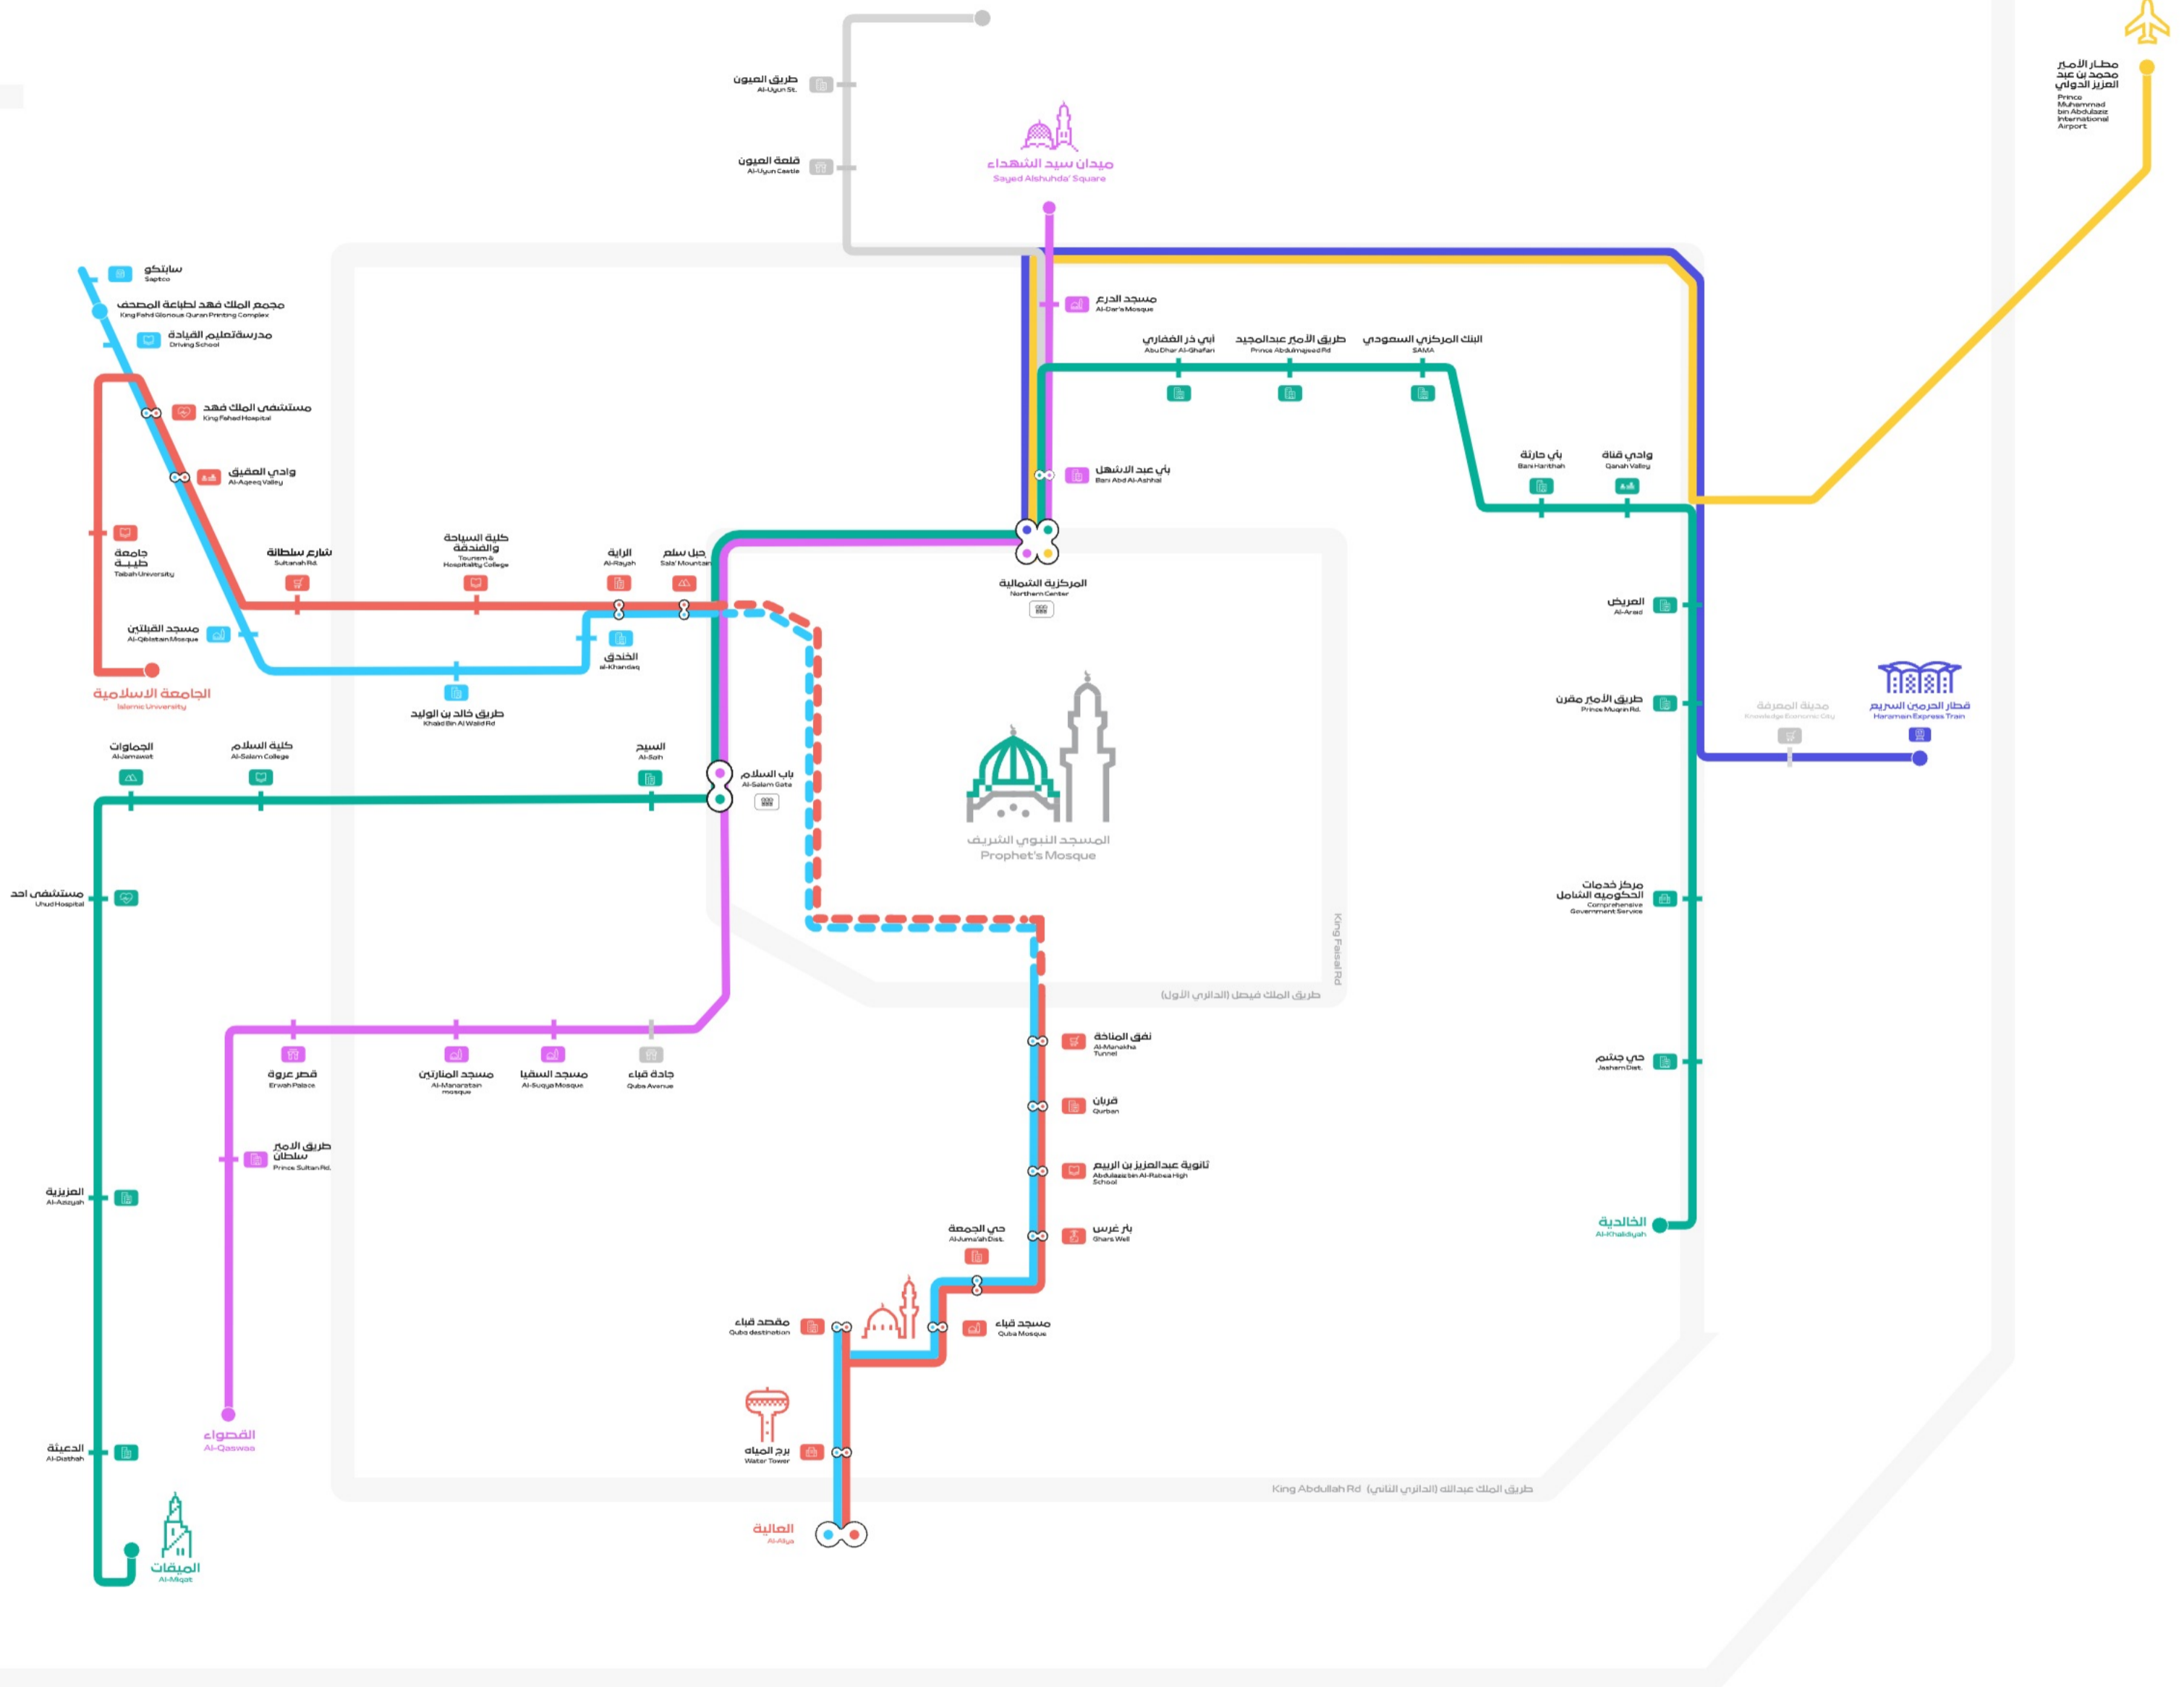 طريق العيون
Al-Uyun St.
قلعة العيون
Al-Uyun Castle
ميدان سيد الشهداء
Sayed Alshuhda' Square
مطار الأمير
محمد بن عبد
العزيز الدولي
Prince
Muhammad
bin Abdulaziz
International
Airport
سابتكو
Saptco
مجمع الملك فهد لطباعة المصحف
King Fahd Glorious Quran Printing Complex
مدرسة تعليم القيادة
Driving School
مسجد الدرع
Al-Dar'a Mosque
أبي ذر الغفاري
Abu Dhar Al-Ghafari
طريق الأمير عبدالمجيد
Prince Abdulmajeed Rd
البنك المركزي السعودي
SAMA
مستشفى الملك فهد
King Fahad Hospital
وادي العقيق
Al-Aqeeq Valley
بني عبد الاشهل
Bani Abd Al-Ashhal
بني حارثة
Bani Harithah
وادي قناة
Qanah Valley
جامعة
طيبة
Taibah University
شارع سلطانة
Sultanah Rd.
كلية السياحة
والفندقة
Tourism &
Hospitality College
الراية
Al-Rayah
جبل سلع
Sala' Mountain
المركزية الشمالية
Northern Center
العريض
Al-Araid
مسجد القبلتين
Al-Qiblatain Mosque
الخندق
al-Khandaq
الجامعة الاسلامية
Islamic University
طريق خالد بن الوليد
Khalid Bin Al Walid Rd
طريق الأمير مقرن
Prince Muqrin Rd.
مدينة المعرفة
Knowledge Economic City
قطار الحرمين السريع
Haramain Express Train
الجماوات
Al-Jamawat
كلية السلام
Al-Salam College
السيح
Al-Saih
باب السلام
Al-Salam Gate
المسجد النبوي الشريف
Prophet's Mosque
مستشفى احد
Uhud Hospital
مركز خدمات
الحكوميه الشامل
Comprehensive
Government Service
King Faisal Rd
طريق الملك فيصل (الدائري الأول)
نفق المناخة
Al-Manakha
Tunnel
قصر عروة
Erwah Palace
مسجد المنارتين
Al-Manaratain
mosque
مسجد السقيا
Al-Suqya Mosque
جادة قباء
Quba Avenue
حي جشم
Jasham Dist.
قربان
Qurban
طريق الامير
سلطان
Prince Sultan Rd.
ثانوية عبدالعزيز بن الربيع
Abdulaziz bin Al-Rabea High
School
العزيزية
Al-Aziziyah
حي الجمعة
Al-Juma'ah Dist.
بئر غرس
Ghars Well
الخالدية
Al-Khalidiyah
مقصد قباء
Quba destination
مسجد قباء
Quba Mosque
القصواء
Al-Qaswaa
الدعيثة
Al-Diathah
برج المياه
Water Tower
King Abdullah Rd طريق الملك عبدالله (الدائري الثاني)
العالية
Al-Aliya
الميقات
Al-Miqat